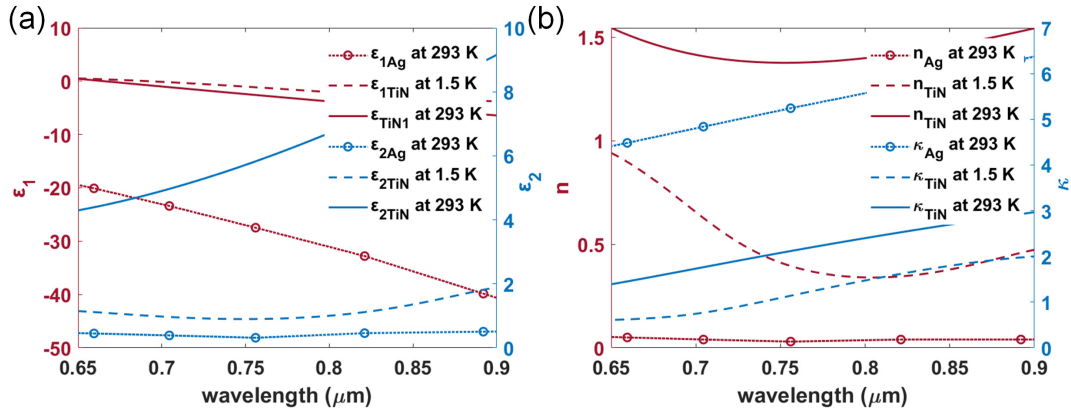 (a)
10
0
-10
-20
-30
-40
-50
ε1
ε1Ag at 293 K
ε1TiN at 1.5 K
εTiN1 at 293 K
ε2Ag at 293 K
ε2TiN at 1.5 K
ε2TiN at 293 K
10
8
6
4
2
0
ε2
0.65 0.7 0.75 0.8 0.85 0.9
wavelength (μm)
(b)
1.5
1
0.5
0
n
nAg at 293 K
nTiN at 1.5 K
nTiN at 293 K
κAg at 293 K
κTiN at 1.5 K
κTiN at 293 K
7
6
5
4
3
2
1
0
κ
0.65 0.7 0.75 0.8 0.85 0.9
wavelength (μm)